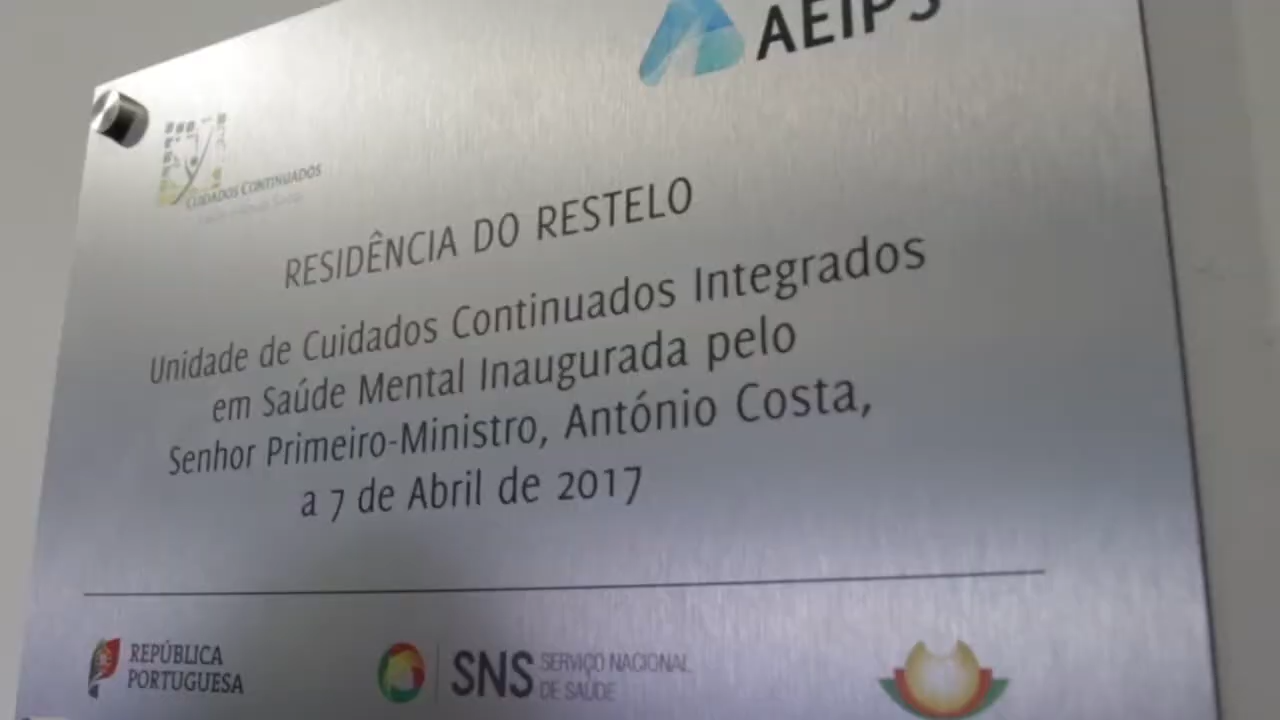 AEIPS
CUIDADOS CONTINUADOS
RESIDÊNCIA DO RESTELO
Unidade de Cuidados Continuados Integrados
em Saúde Mental Inaugurada pelo
Senhor Primeiro-Ministro, António Costa,
a 7 de Abril de 2017
REPÚBLICA
PORTUGUESA
SNS SERVIÇO NACIONAL
DE SAÚDE